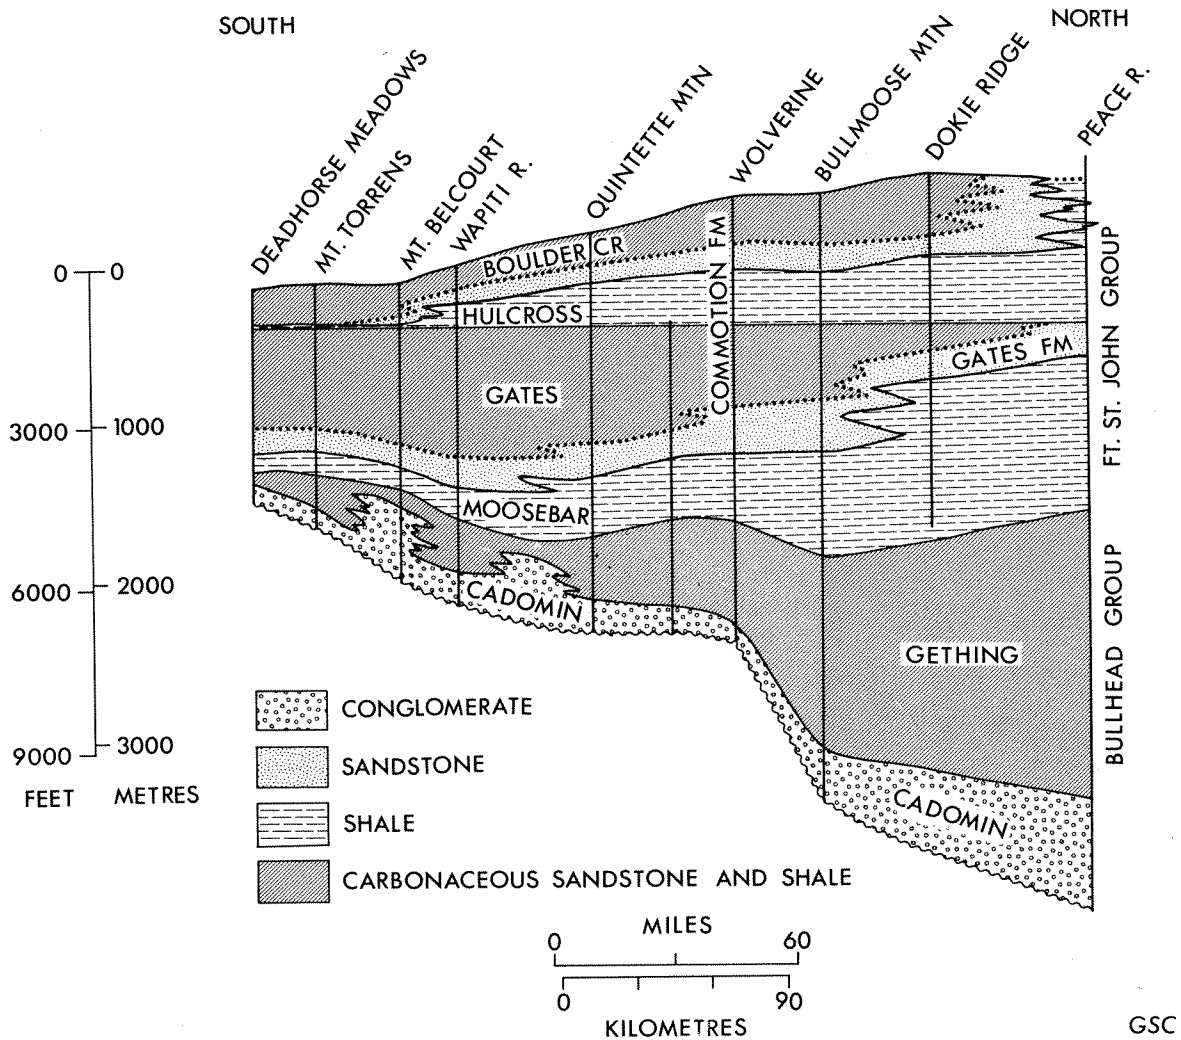 SOUTH
NORTH
DEADHORSE MEADOWS
MT. TORRENS
MT. BELCOURT
WAPITI R.
QUINTETTE MTN
WOLVERINE
BULLMOOSE MTN
DOKIE RIDGE
PEACE R.
0 0
3000 1000
6000 2000
9000 3000
FEET METRES
BOULDER CR
HULCROSS
COMMOTION FM
GATES
GATES FM
MOOSEBAR
CADOMIN
GETHING
CADOMIN
FT. ST. JOHN GROUP
BULLHEAD GROUP
CONGLOMERATE
SANDSTONE
SHALE
CARBONACEOUS SANDSTONE AND SHALE
MILES
0 60
0 90
KILOMETRES
GSC